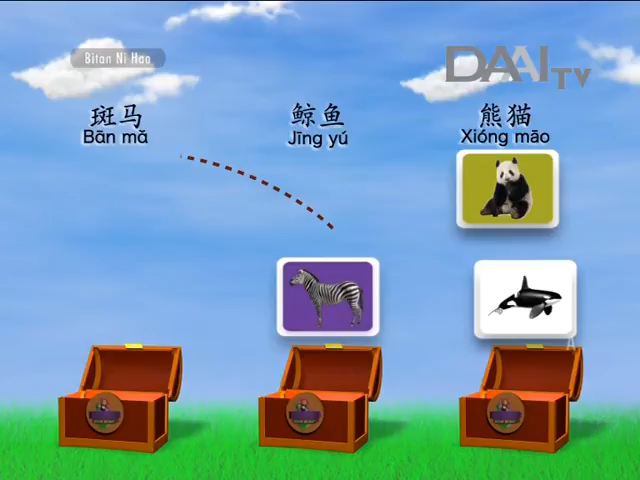 Bitan Ni Hao
DAAI TV
斑马
Bān mǎ
鲸鱼
Jīng yú
熊猫
Xióng māo